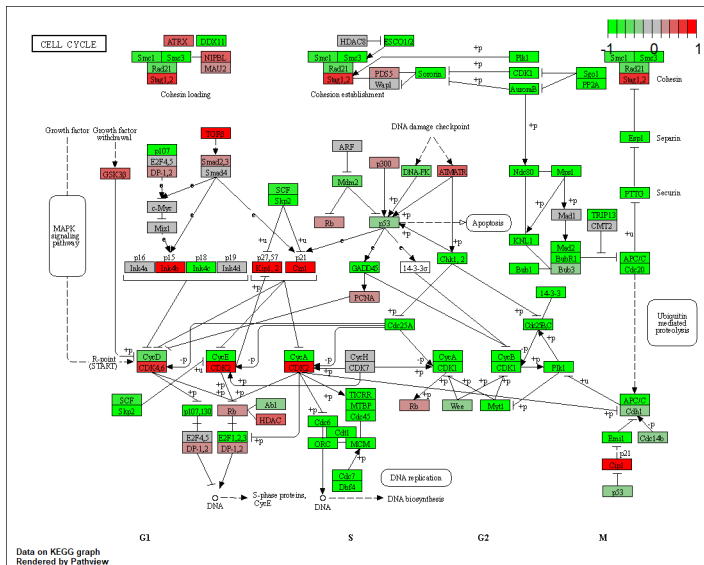 CELL CYCLE
-1 0 1
ATRX DDX11
Smc1 Smc3 NIPBL
Rad21 MAU2
Stag1,2
Cohesin loading
HDAC8 ESCO1/2
+p
Smc1 Smc3
Rad21
Stag1,2
PDS5
Wapl
Sororin
Cohesion establishment
Plk1
CDK1
AuroraB
Sgo1
PP2A
+p
+p
Smc1 Smc3
Rad21
Stag1,2
Cohesin
Growth factor
Growth factor
withdrawal
GSK3β
TGFβ
p107
E2F4,5
DP-1,2
Smad2,3
Smad4
c-Myc
Miz1
SCF
Skp2
ARF
Mdm2
Rb
p300
DNA damage checkpoint
DNA-PK
ATM/ATR
p53
Apoptosis
Ndc80
Mps1
Mad1
KNL1
Mad2
BubR1
Bub3
Bub1
TRIP13
CMT2
Esp1
Separin
PTTG
Securin
APC/C
Cdc20
MAPK
signaling
pathway
p16 p15 p18 p19 p27,57 p21
Ink4a Ink4b Ink4c Ink4d Kip1,2 Cip1
GADD45
14-3-3σ
PCNA
Chk1, 2
14-3-3
Cdc25A
Cdc25B,C
Ubiquitin
mediated
proteolysis
R-point
(START)
CycD
CDK4,6
CycE
CDK2
CycA
CDK2
CycH
CDK7
CycA
CDK1
CycB
CDK1
Plk1
SCF
Skp2
p107,130
Rb
Abl
HDAC
E2F4,5
DP-1,2
E2F1,2,3
DP-1,2
TICRR
MTBP
Cdc45
Cdc6
Cdt1
ORC
MCM
Cdc7
Dbf4
Rb
Wee
Myt1
APC/C
Cdh1
Emi1
Cdc14b
p21
Cip1
p53
DNA replication
DNA
S-phase proteins,
CycE
DNA
DNA biosynthesis
G1 S G2 M
Data on KEGG graph
Rendered by Pathview